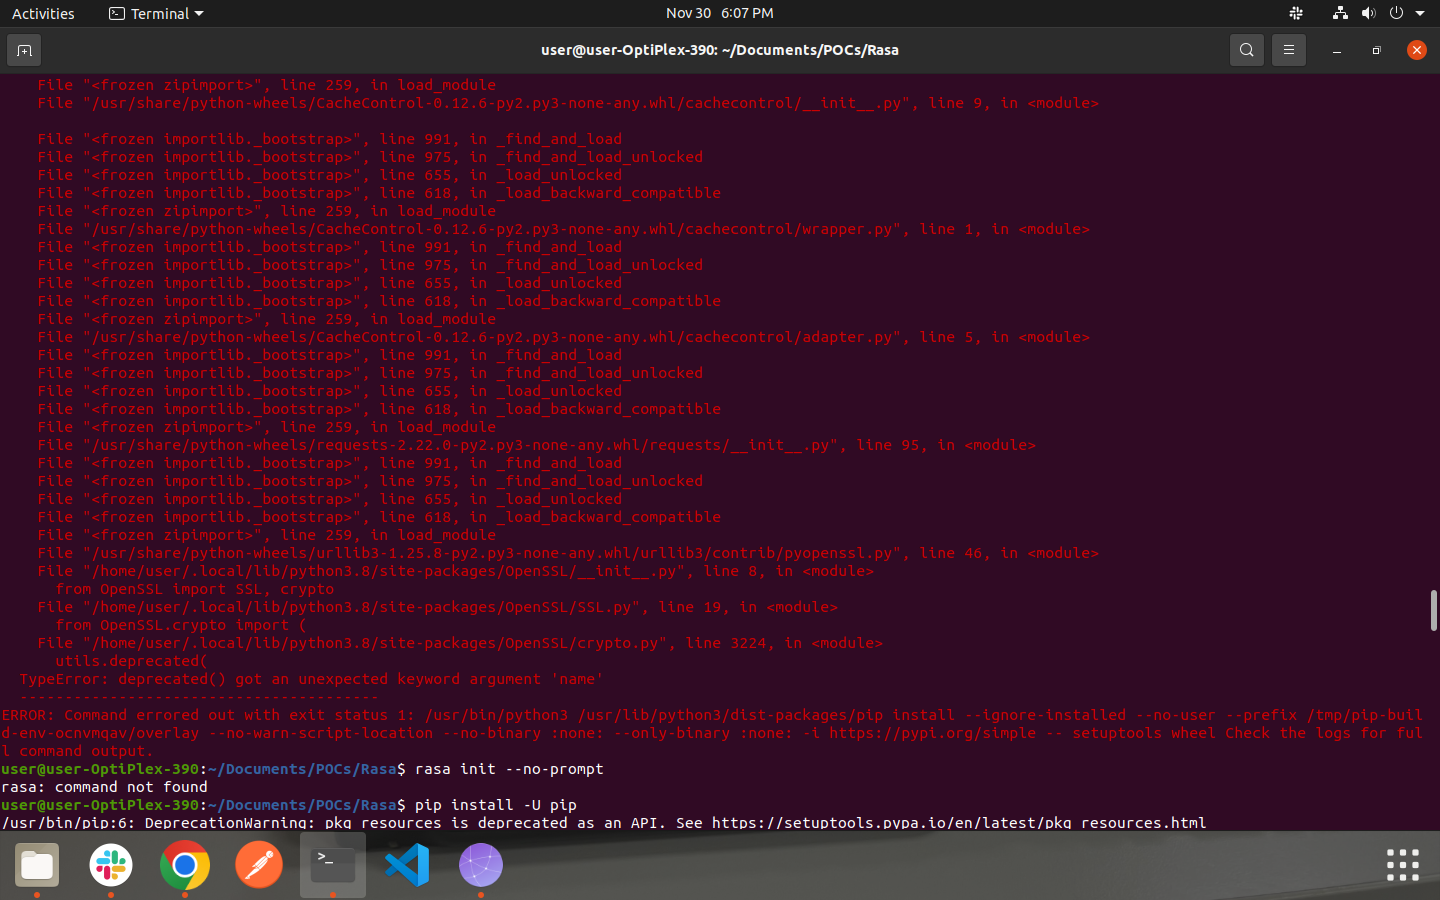 Activities
Terminal
Nov 30 6:07 PM
user@user-OptiPlex-390: ~/Documents/POCs/Rasa
File "<frozen zipimport>", line 259, in load_module
File "/usr/share/python-wheels/CacheControl-0.12.6-py2.py3-none-any.whl/cachecontrol/__init__.py", line 9, in <module>
File "<frozen importlib._bootstrap>", line 991, in _find_and_load
File "<frozen importlib._bootstrap>", line 975, in _find_and_load_unlocked
File "<frozen importlib._bootstrap>", line 655, in _load_unlocked
File "<frozen importlib._bootstrap>", line 618, in _load_backward_compatible
File "<frozen zipimport>", line 259, in load_module
File "/usr/share/python-wheels/CacheControl-0.12.6-py2.py3-none-any.whl/cachecontrol/wrapper.py", line 1, in <module>
File "<frozen importlib._bootstrap>", line 991, in _find_and_load
File "<frozen importlib._bootstrap>", line 975, in _find_and_load_unlocked
File "<frozen importlib._bootstrap>", line 655, in _load_unlocked
File "<frozen importlib._bootstrap>", line 618, in _load_backward_compatible
File "<frozen zipimport>", line 259, in load_module
File "/usr/share/python-wheels/CacheControl-0.12.6-py2.py3-none-any.whl/cachecontrol/adapter.py", line 5, in <module>
File "<frozen importlib._bootstrap>", line 991, in _find_and_load
File "<frozen importlib._bootstrap>", line 975, in _find_and_load_unlocked
File "<frozen importlib._bootstrap>", line 655, in _load_unlocked
File "<frozen importlib._bootstrap>", line 618, in _load_backward_compatible
File "<frozen zipimport>", line 259, in load_module
File "/usr/share/python-wheels/requests-2.22.0-py2.py3-none-any.whl/requests/__init__.py", line 95, in <module>
File "<frozen importlib._bootstrap>", line 991, in _find_and_load
File "<frozen importlib._bootstrap>", line 975, in _find_and_load_unlocked
File "<frozen importlib._bootstrap>", line 655, in _load_unlocked
File "<frozen importlib._bootstrap>", line 618, in _load_backward_compatible
File "<frozen zipimport>", line 259, in load_module
File "/usr/share/python-wheels/urllib3-1.25.8-py2.py3-none-any.whl/urllib3/contrib/pyopenssl.py", line 46, in <module>
File "/home/user/.local/lib/python3.8/site-packages/OpenSSL/__init__.py", line 8, in <module>
from OpenSSL import SSL, crypto
File "/home/user/.local/lib/python3.8/site-packages/OpenSSL/SSL.py", line 19, in <module>
from OpenSSL.crypto import (
File "/home/user/.local/lib/python3.8/site-packages/OpenSSL/crypto.py", line 3224, in <module>
utils.deprecated(
TypeError: deprecated() got an unexpected keyword argument 'name'
----------------------------------------
ERROR: Command errored out with exit status 1: /usr/bin/python3 /usr/lib/python3/dist-packages/pip install --ignore-installed --no-user --prefix /tmp/pip-buil
d-env-ocnvmqav/overlay --no-warn-script-location --no-binary :none: --only-binary :none: -i https://pypi.org/simple -- setuptools wheel Check the logs for ful
l command output.
user@user-OptiPlex-390:~/Documents/POCs/Rasa$ rasa init --no-prompt
rasa: command not found
user@user-OptiPlex-390:~/Documents/POCs/Rasa$ pip install -U pip
/usr/bin/pip:6: DeprecationWarning: pkg_resources is deprecated as an API. See https://setuptools.pypa.io/en/latest/pkg_resources.html